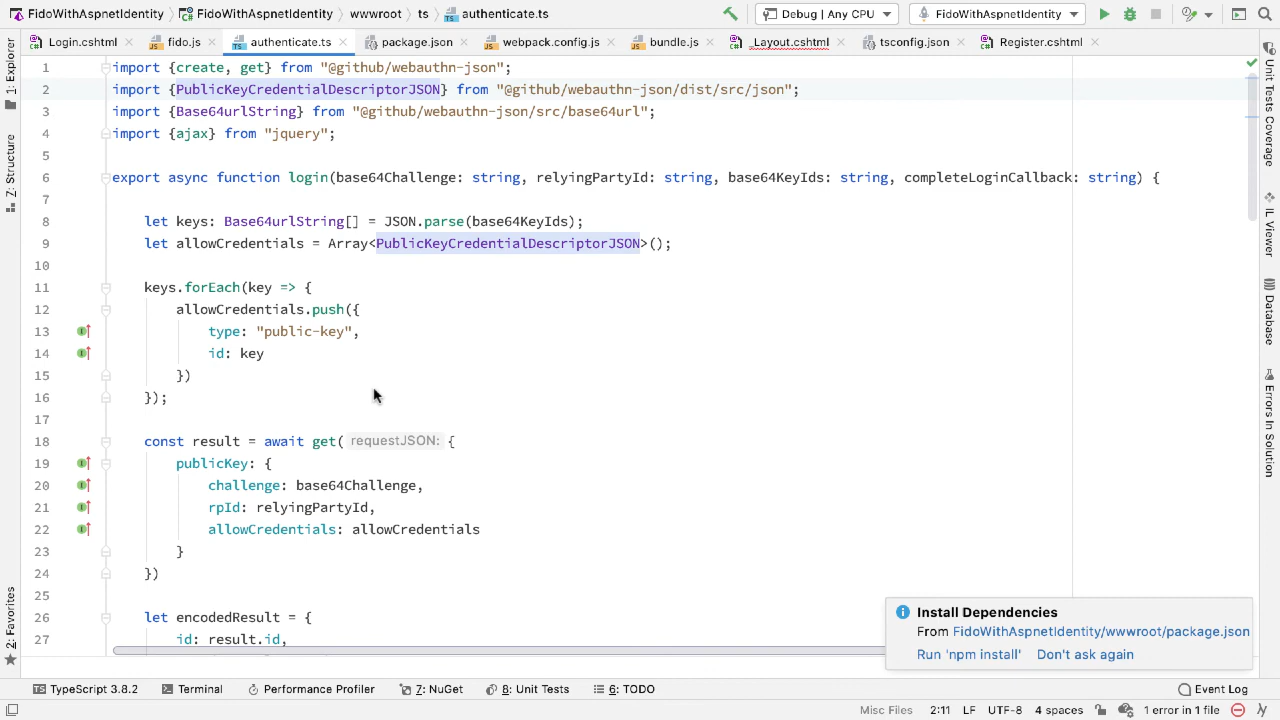 FidoWithAspnetIdentity FidoWithAspnetIdentity wwwroot ts authenticate.ts Debug | Any CPU FidoWithAspnetIdentity
Login.cshtml fido.js authenticate.ts package.json webpack.config.js bundle.js _Layout.cshtml tsconfig.json Register.cshtml
1: Explorer
7: Structure
2: Favorites
1 import {create, get} from "@github/webauthn-json";
2 import {PublicKeyCredentialDescriptorJSON} from "@github/webauthn-json/dist/src/json";
3 import {Base64urlString} from "@github/webauthn-json/src/base64url";
4 import {ajax} from "jquery";
5
6 export async function login(base64Challenge: string, relyingPartyId: string, base64KeyIds: string, completeLoginCallback: string) {
7
8 let keys: Base64urlString[] = JSON.parse(base64KeyIds);
9 let allowCredentials = Array<PublicKeyCredentialDescriptorJSON>();
10
11 keys.forEach(key => {
12 allowCredentials.push({
13 type: "public-key",
14 id: key
15 })
16 });
17
18 const result = await get( requestJSON: {
19 publicKey: {
20 challenge: base64Challenge,
21 rpId: relyingPartyId,
22 allowCredentials: allowCredentials
23 }
24 })
25
26 let encodedResult = {
27 id: result.id,
Unit Tests Coverage
IL Viewer
Database
Errors In Solution
Install Dependencies
From FidoWithAspnetIdentity/wwwroot/package.json
Run 'npm install' Don't ask again
TypeScript 3.8.2 Terminal Performance Profiler 7: NuGet 8: Unit Tests 6: TODO Event Log
Misc Files 2:11 LF UTF-8 4 spaces 1 error in 1 file